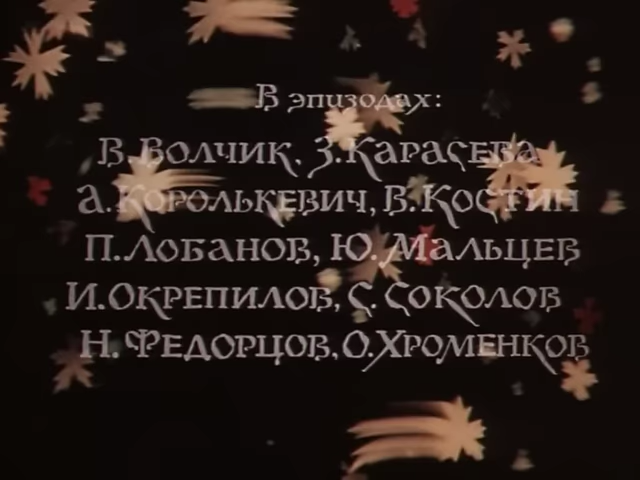 В эпизодах:
В. Волчик. З. Карасева
А. Королькевич, В. Костин
П. Лобанов, Ю. Мальцев
И. Окрепилов, С. Соколов
Н. Федорцов, О. Хроменков